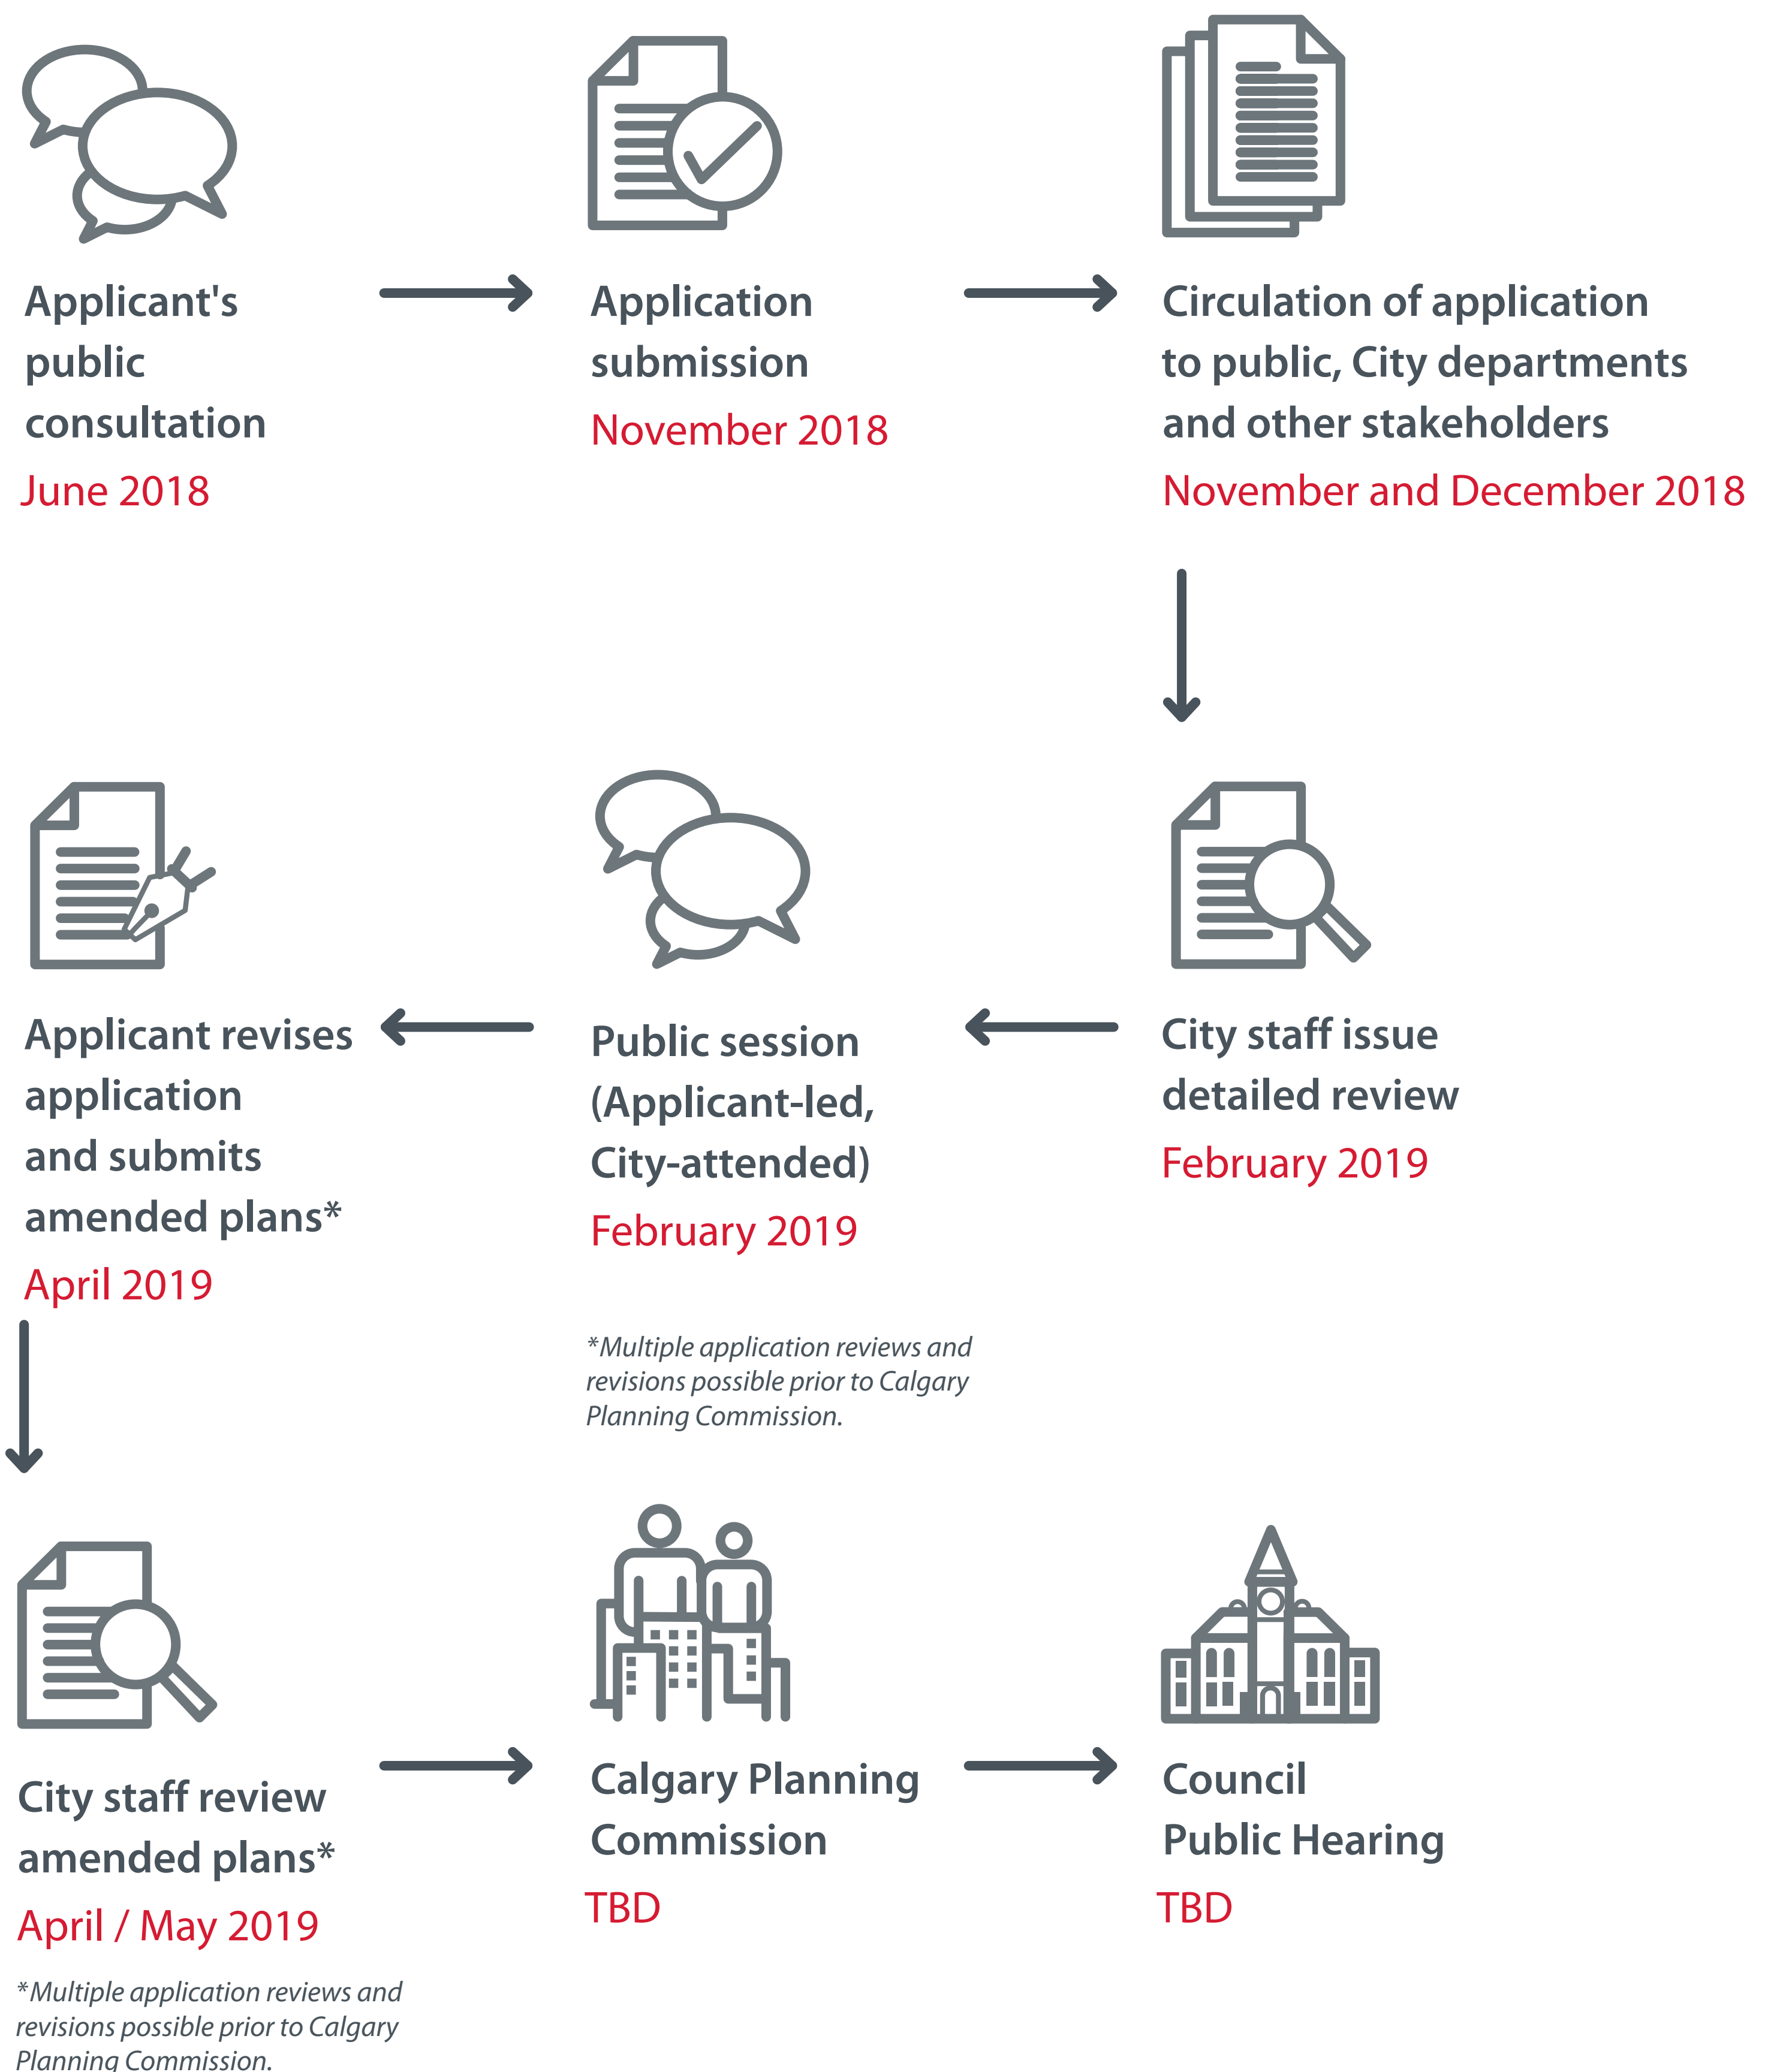 Applicant's
public
consultation
June 2018
Application
submission
November 2018
Circulation of application
to public, City departments
and other stakeholders
November and December 2018
City staff issue
detailed review
February 2019
Public session
(Applicant-led,
City-attended)
February 2019
*Multiple application reviews and
revisions possible prior to Calgary
Planning Commission.
Applicant revises
application
and submits
amended plans*
April 2019
City staff review
amended plans*
April / May 2019
*Multiple application reviews and
revisions possible prior to Calgary
Planning Commission.
Calgary Planning
Commission
TBD
Council
Public Hearing
TBD